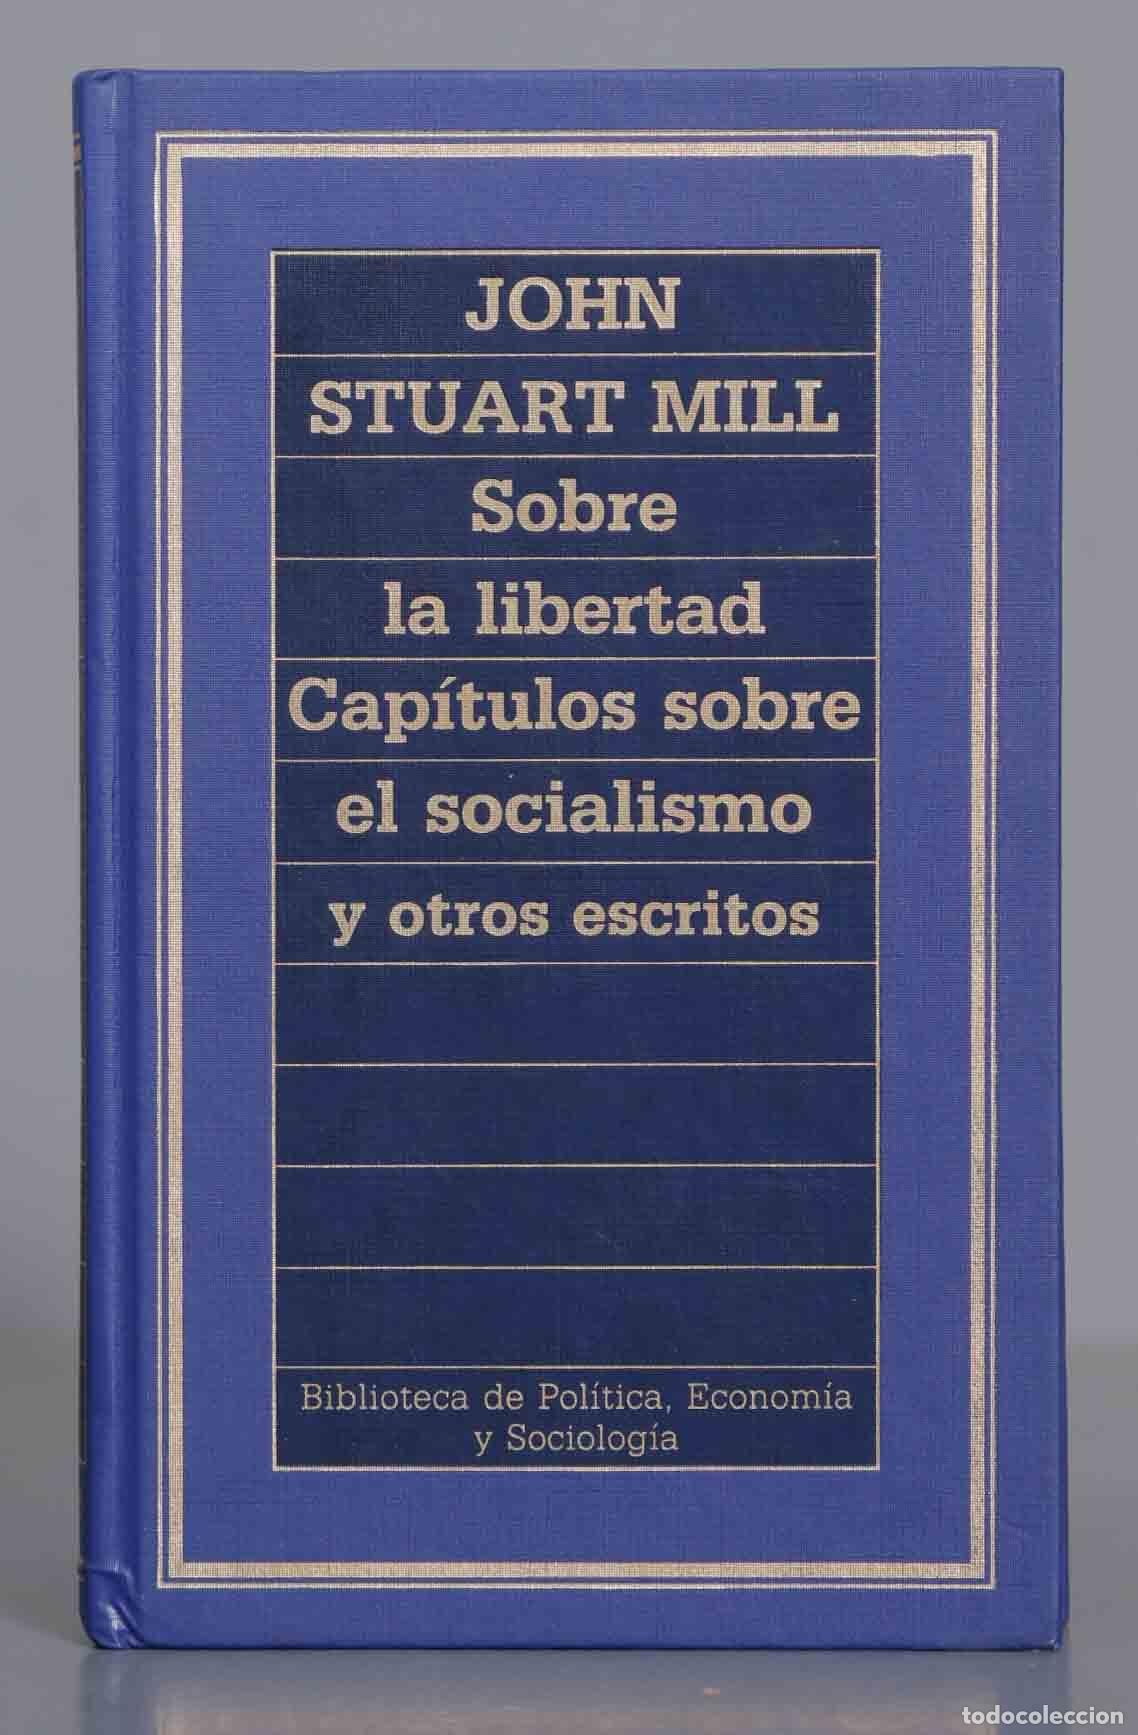 JOHN
STUART MILL
Sobre
la libertad
Capítulos sobre
el socialismo
y otros escritos
Biblioteca de Política, Economía
y Sociología
todocoleccion